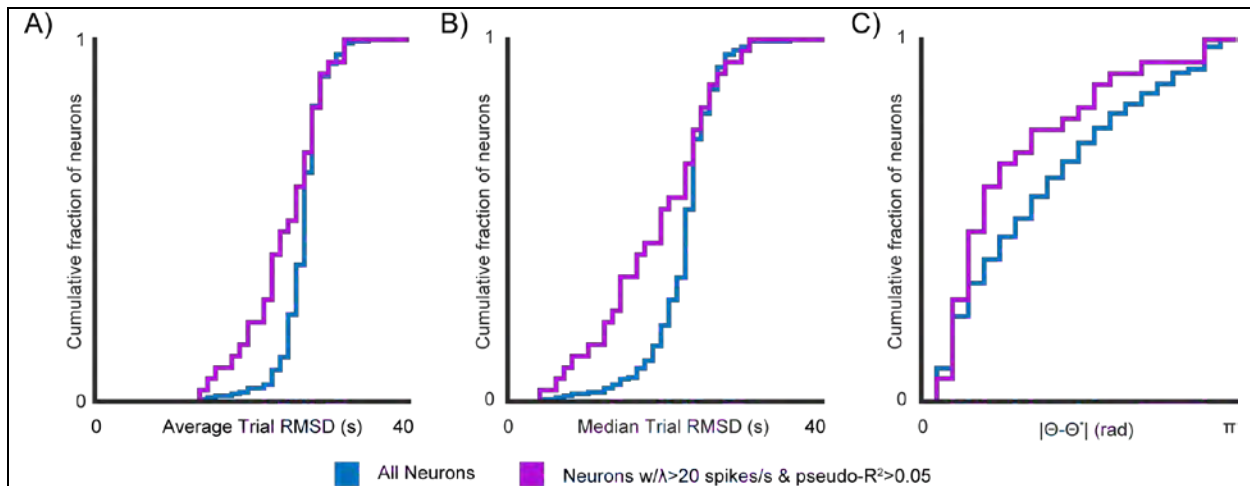 A)
1
Cumulative fraction of neurons
0
0 Average Trial RMSD (s) 40
B)
1
Cumulative fraction of neurons
0
0 Median Trial RMSD (s) 40
C)
1
Cumulative fraction of neurons
0
0 |Θ-Θ*| (rad) π
All Neurons
Neurons w/λ>20 spikes/s & pseudo-R²>0.05